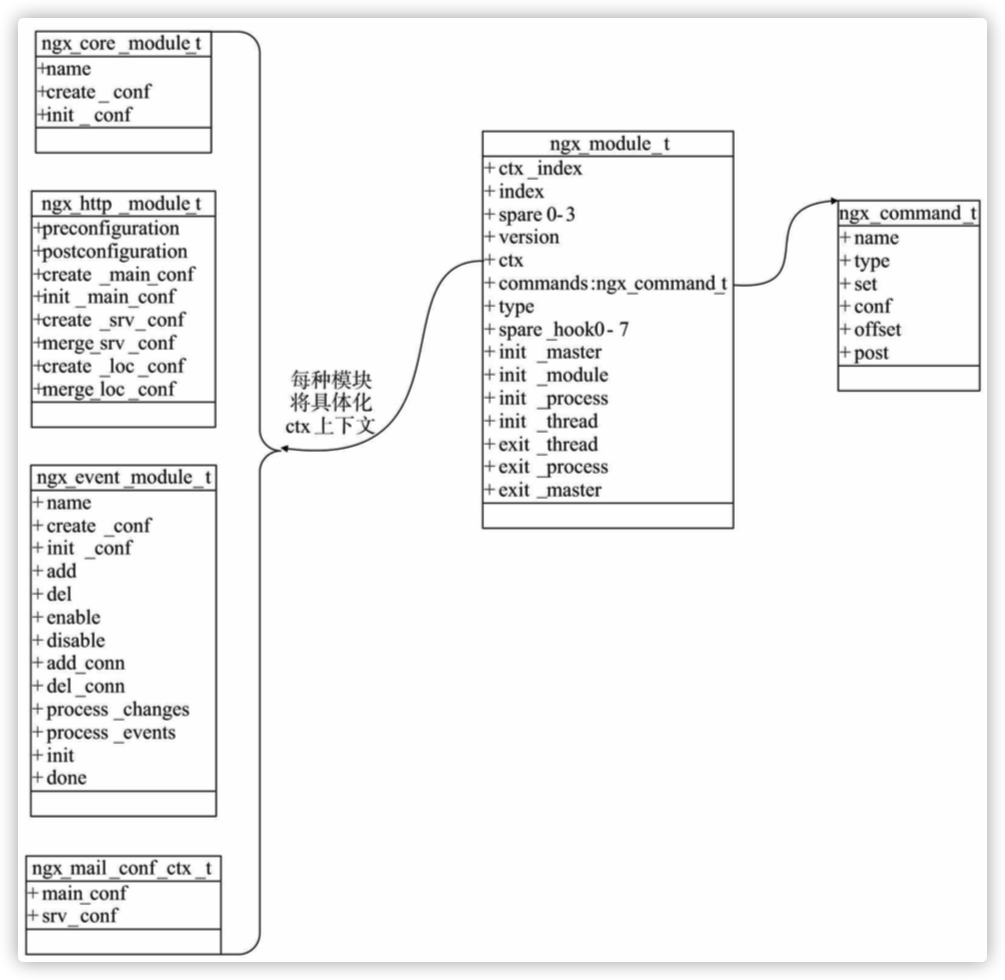 ngx_core_module_t
+name
+create_conf
+init_conf
ngx_http_module_t
+preconfiguration
+postconfiguration
+create_main_conf
+init_main_conf
+create_srv_conf
+merge_srv_conf
+create_loc_conf
+merge_loc_conf
ngx_event_module_t
+name
+create_conf
+init_conf
+add
+del
+enable
+disable
+add_conn
+del_conn
+process_changes
+process_events
+init
+done
ngx_mail_conf_ctx_t
+main_conf
+srv_conf
每种模块
将具体化
ctx上下文
ngx_module_t
+ctx_index
+index
+spare 0-3
+version
+ctx
+commands:ngx_command_t
+type
+spare_hook0-7
+init_master
+init_module
+init_process
+init_thread
+exit_thread
+exit_process
+exit_master
ngx_command_t
+name
+type
+set
+conf
+offset
+post